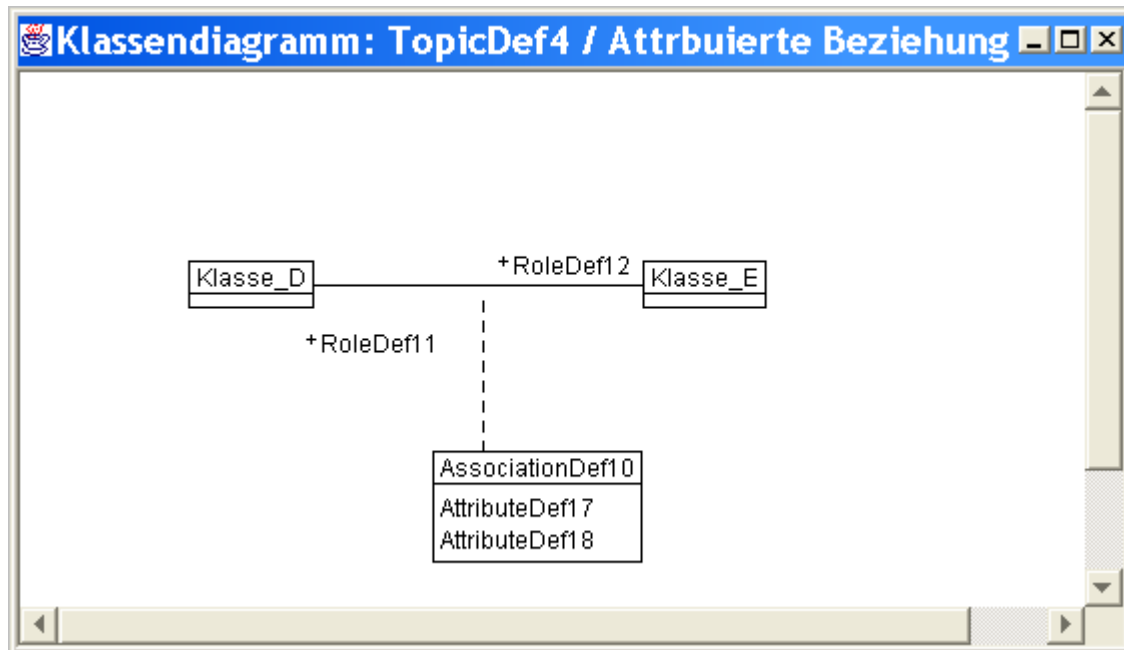 Klassendiagramm: TopicDef4 / Attrbuierte Beziehung
+RoleDef12
Klasse_D
Klasse_E
+RoleDef11
AssociationDef10
AttributeDef17
AttributeDef18